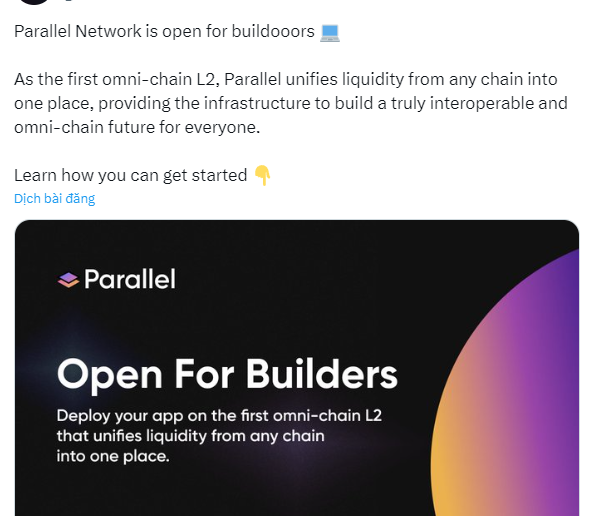 Parallel Network is open for buildooors 💻
As the first omni-chain L2, Parallel unifies liquidity from any chain into
one place, providing the infrastructure to build a truly interoperable and
omni-chain future for everyone.
Learn how you can get started 👇
Dịch bài đăng
Parallel
Open For Builders
Deploy your app on the first omni-chain L2
that unifies liquidity from any chain
into one place.